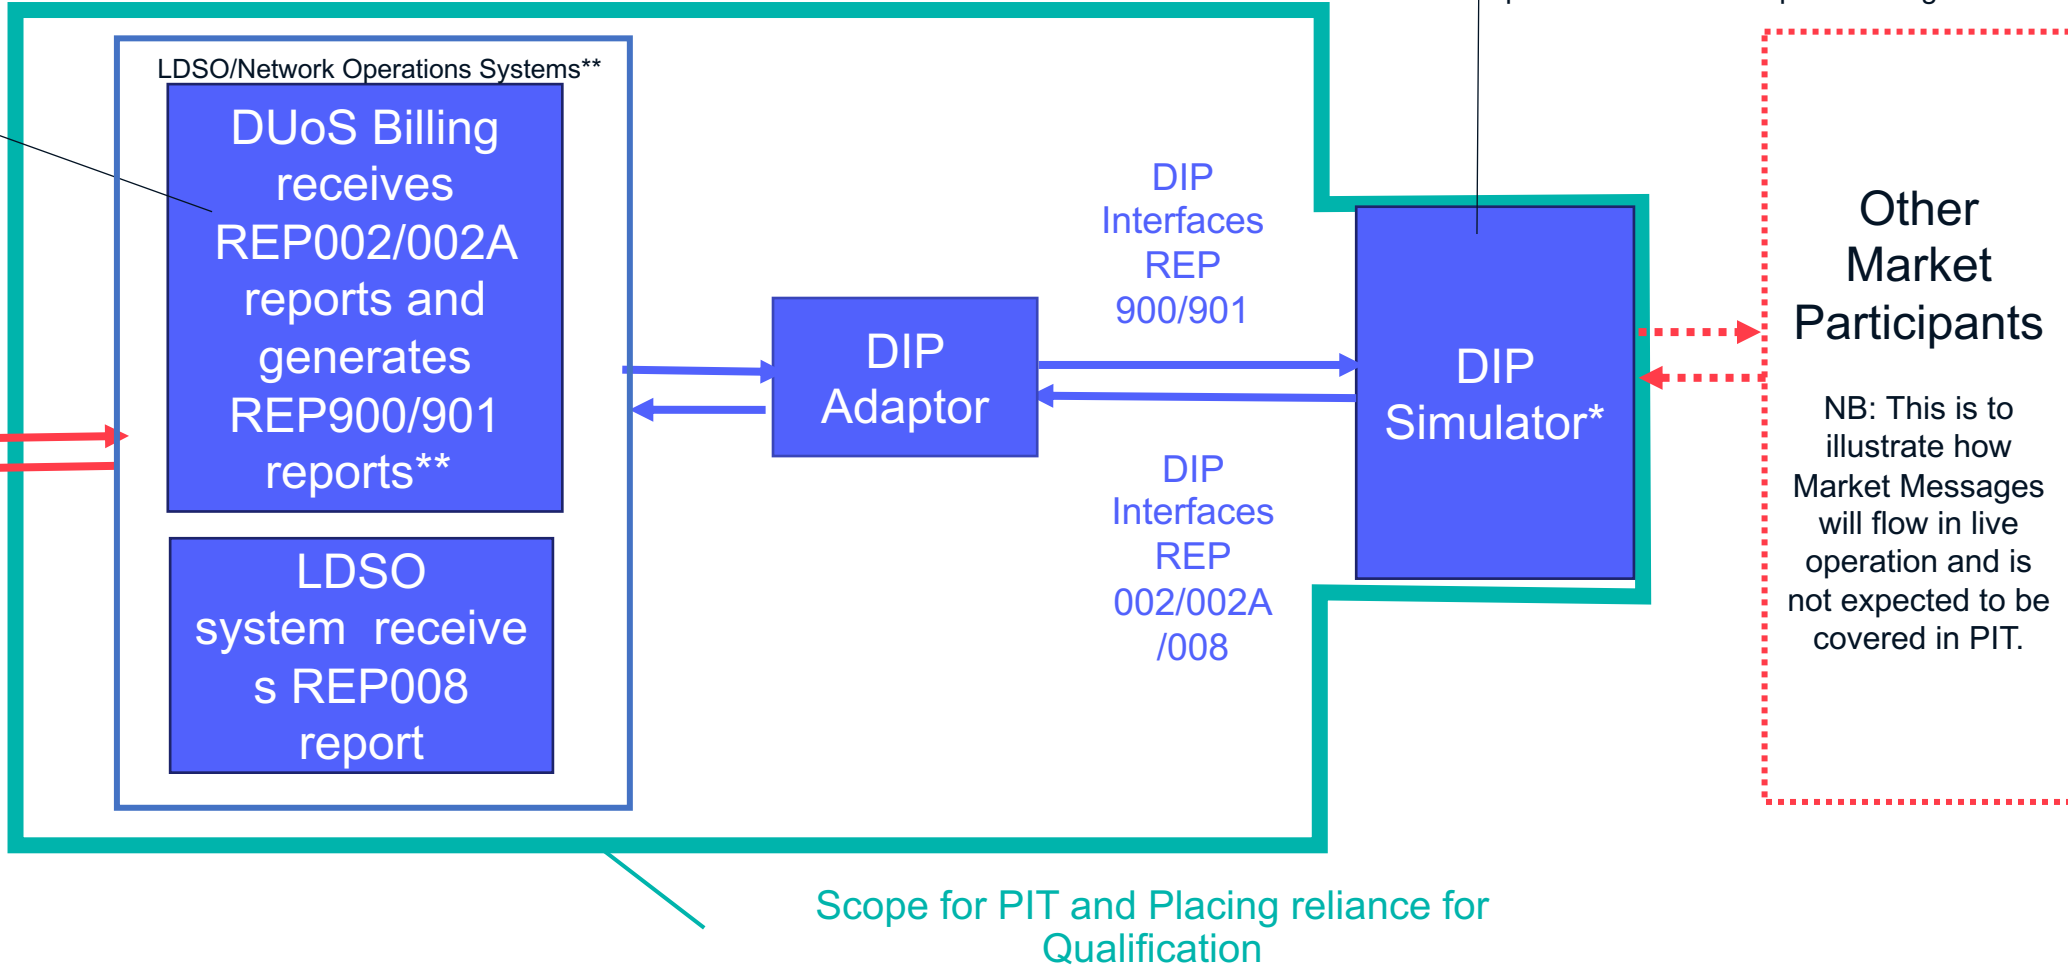 LDSO/Network Operations Systems**
DUoS Billing
receives
REP002/002A
reports and
generates
REP900/901
reports**
LDSO
system  receive
s REP008
report
DIP
Adaptor
DIP
Interfaces
REP
900/901
DIP
Interfaces
REP
002/002A
/008
DIP
Simulator*
Other
Market
Participants
NB: This is to
illustrate how
Market Messages
will flow in live
operation and is
not expected to be
covered in PIT.
Scope for PIT and Placing reliance for
Qualification